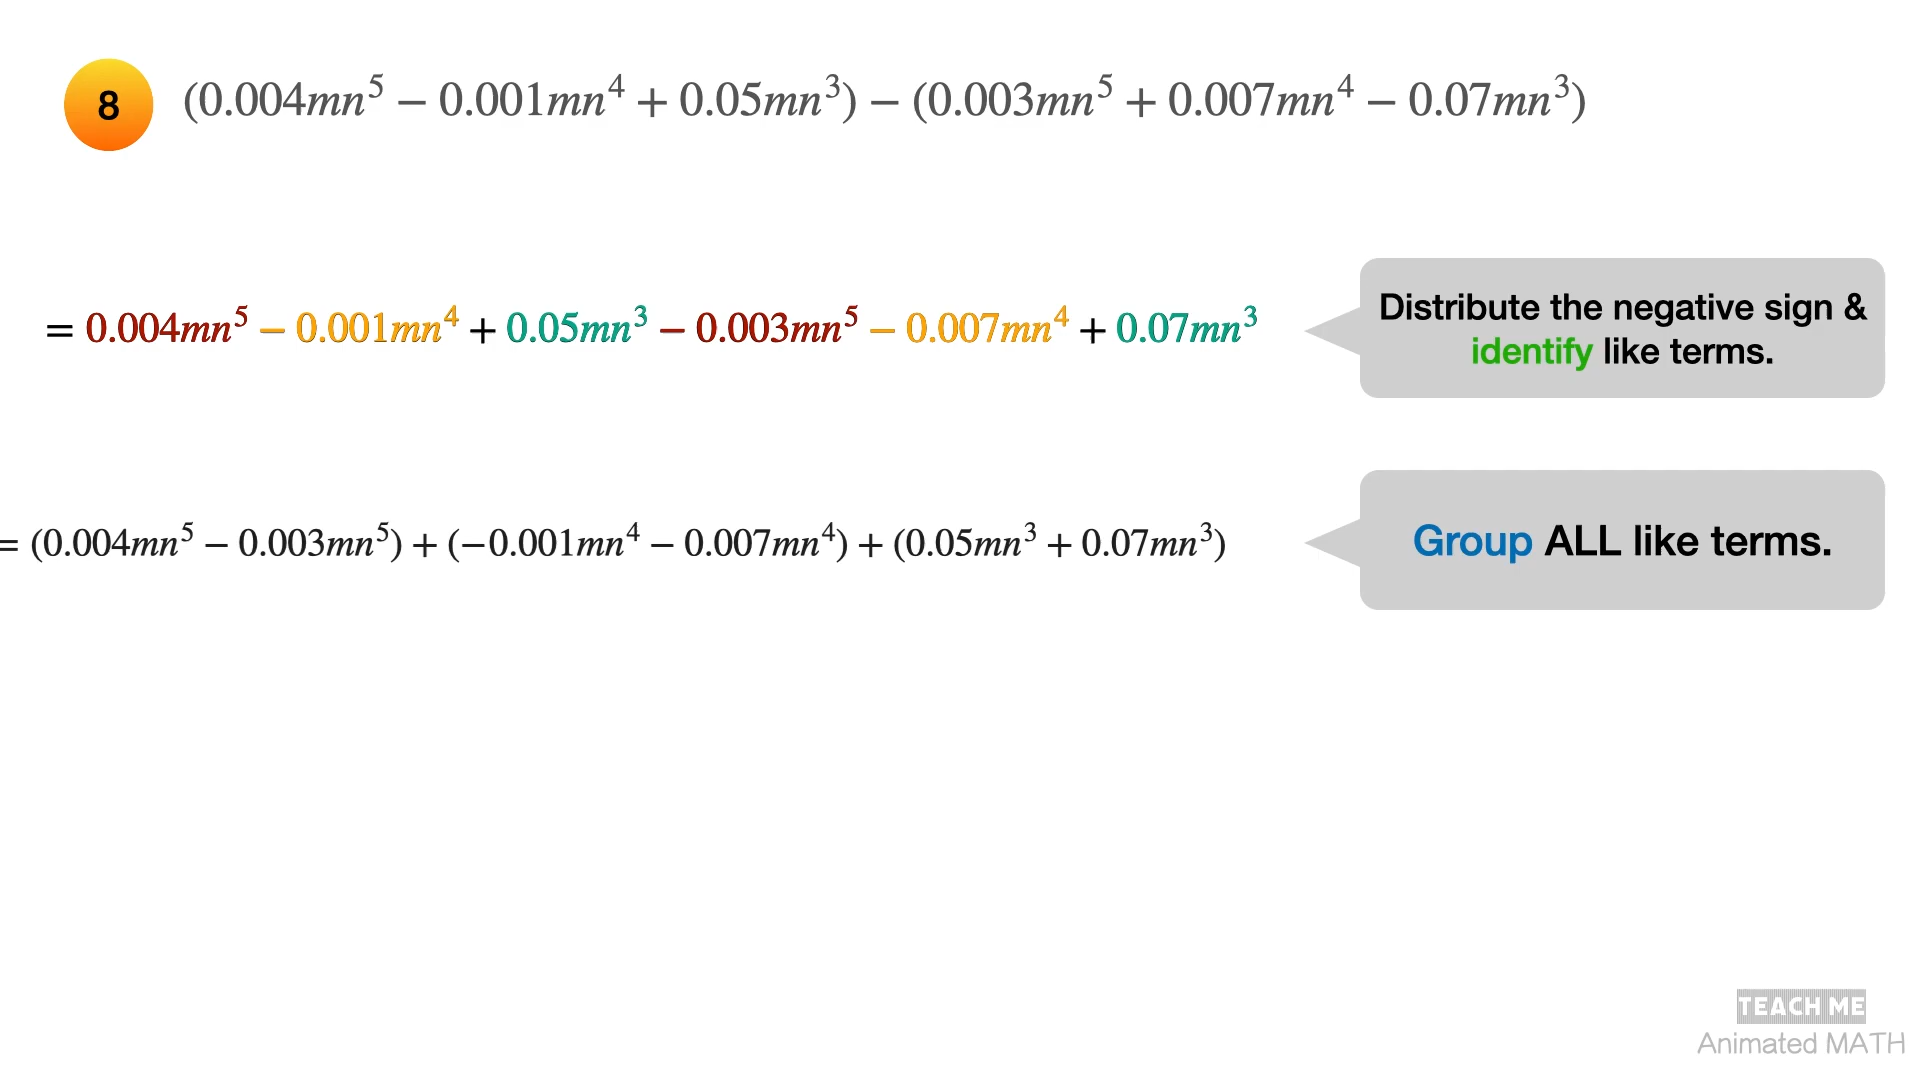 8
(0.004mn⁵ − 0.001mn⁴ + 0.05mn³) − (0.003mn⁵ + 0.007mn⁴ − 0.07mn³)
= 0.004mn⁵ − 0.001mn⁴ + 0.05mn³ − 0.003mn⁵ − 0.007mn⁴ + 0.07mn³
Distribute the negative sign &
identify like terms.
= (0.004mn⁵ − 0.003mn⁵) + (−0.001mn⁴ − 0.007mn⁴) + (0.05mn³ + 0.07mn³)
Group ALL like terms.
TEACH ME
Animated MATH